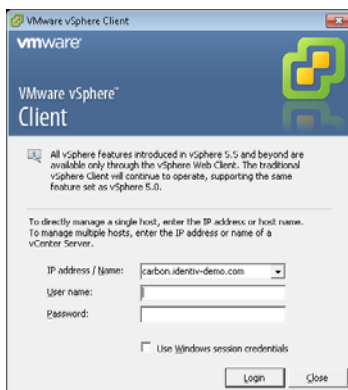 VMware vSphere Client
vmware
VMware vSphere™
Client
All vSphere features introduced in vSphere 5.5 and beyond are
available only through the vSphere Web Client. The traditional
vSphere Client will continue to operate, supporting the same
feature set as vSphere 5.0.
To directly manage a single host, enter the IP address or host name.
To manage multiple hosts, enter the IP address or name of a
vCenter Server.
IP address / Name: carbon.identiv-demo.com
User name:
Password:
Use Windows session credentials
Login Close